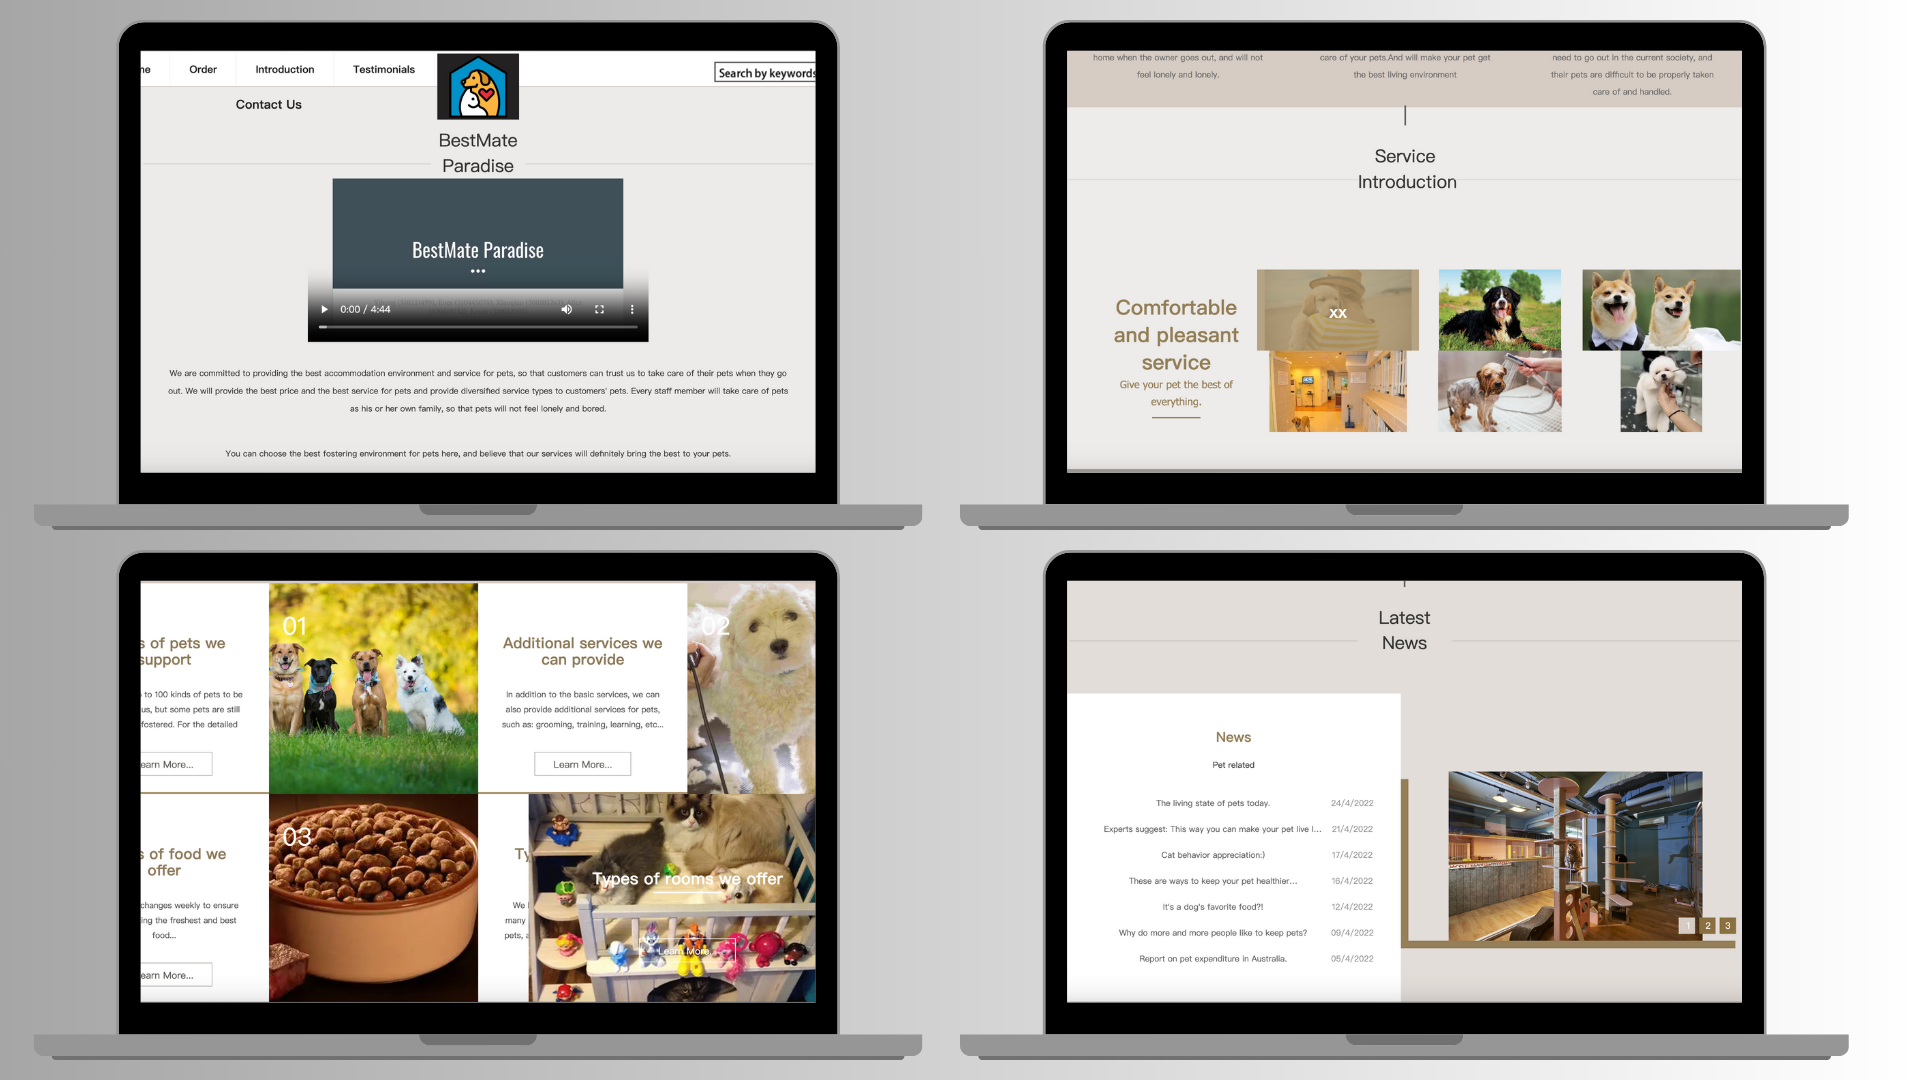 me
Order
Introduction
Testimonials
Search by keywords
Contact Us
BestMate
Paradise
BestMate Paradise
0:00 / 4:44
We are committed to providing the best accommodation environment and service for pets, so that customers can trust us to take care of their pets when they go
out. We will provide the best price and the best service for pets and provide diversified service types to customers' pets. Every staff member will take care of pets
as his or her own family, so that pets will not feel lonely and bored.
You can choose the best fostering environment for pets here, and believe that our services will definitely bring the best to your pets.
home when the owner goes out, and will not
feel lonely and lonely.
care of your pets.And will make your pet get
the best living environment
need to go out in the current society, and
their pets are difficult to be properly taken
care of and handled.
Service
Introduction
Comfortable
and pleasant
service
Give your pet the best of
everything.
XX
s of pets we
support
to 100 kinds of pets to be
us, but some pets are still
fostered. For the detailed
earn More...
01
Additional services we
can provide
In addition to the basic services, we can
also provide additional services for pets,
such as: grooming, training, learning, etc...
Learn More...
02
s of food we
offer
changes weekly to ensure
ing the freshest and best
food...
earn More...
03
Ty
We
many
pets, a
Types of rooms we offer
Learn More...
Latest
News
News
Pet related
The living state of pets today. 24/4/2022
Experts suggest: This way you can make your pet live l... 21/4/2022
Cat behavior appreciation:) 17/4/2022
These are ways to keep your pet healthier... 16/4/2022
It's a dog's favorite food?! 12/4/2022
Why do more and more people like to keep pets? 09/4/2022
Report on pet expenditure in Australia. 05/4/2022
1 2 3